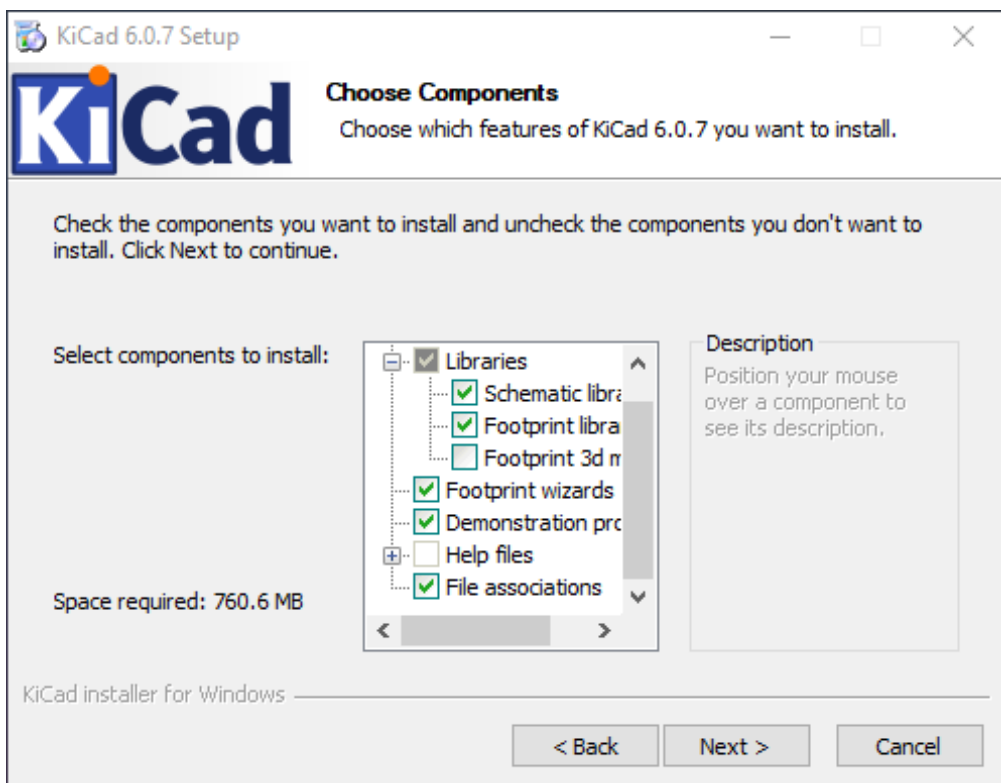 KiCad 6.0.7 Setup
KiCad
Choose Components
Choose which features of KiCad 6.0.7 you want to install.
Check the components you want to install and uncheck the components you don't want to
install. Click Next to continue.
Select components to install:
Libraries
Schematic libra
Footprint libra
Footprint 3d m
Footprint wizards
Demonstration pro
Help files
File associations
Description
Position your mouse
over a component to
see its description.
Space required: 760.6 MB
KiCad installer for Windows
< Back
Next >
Cancel